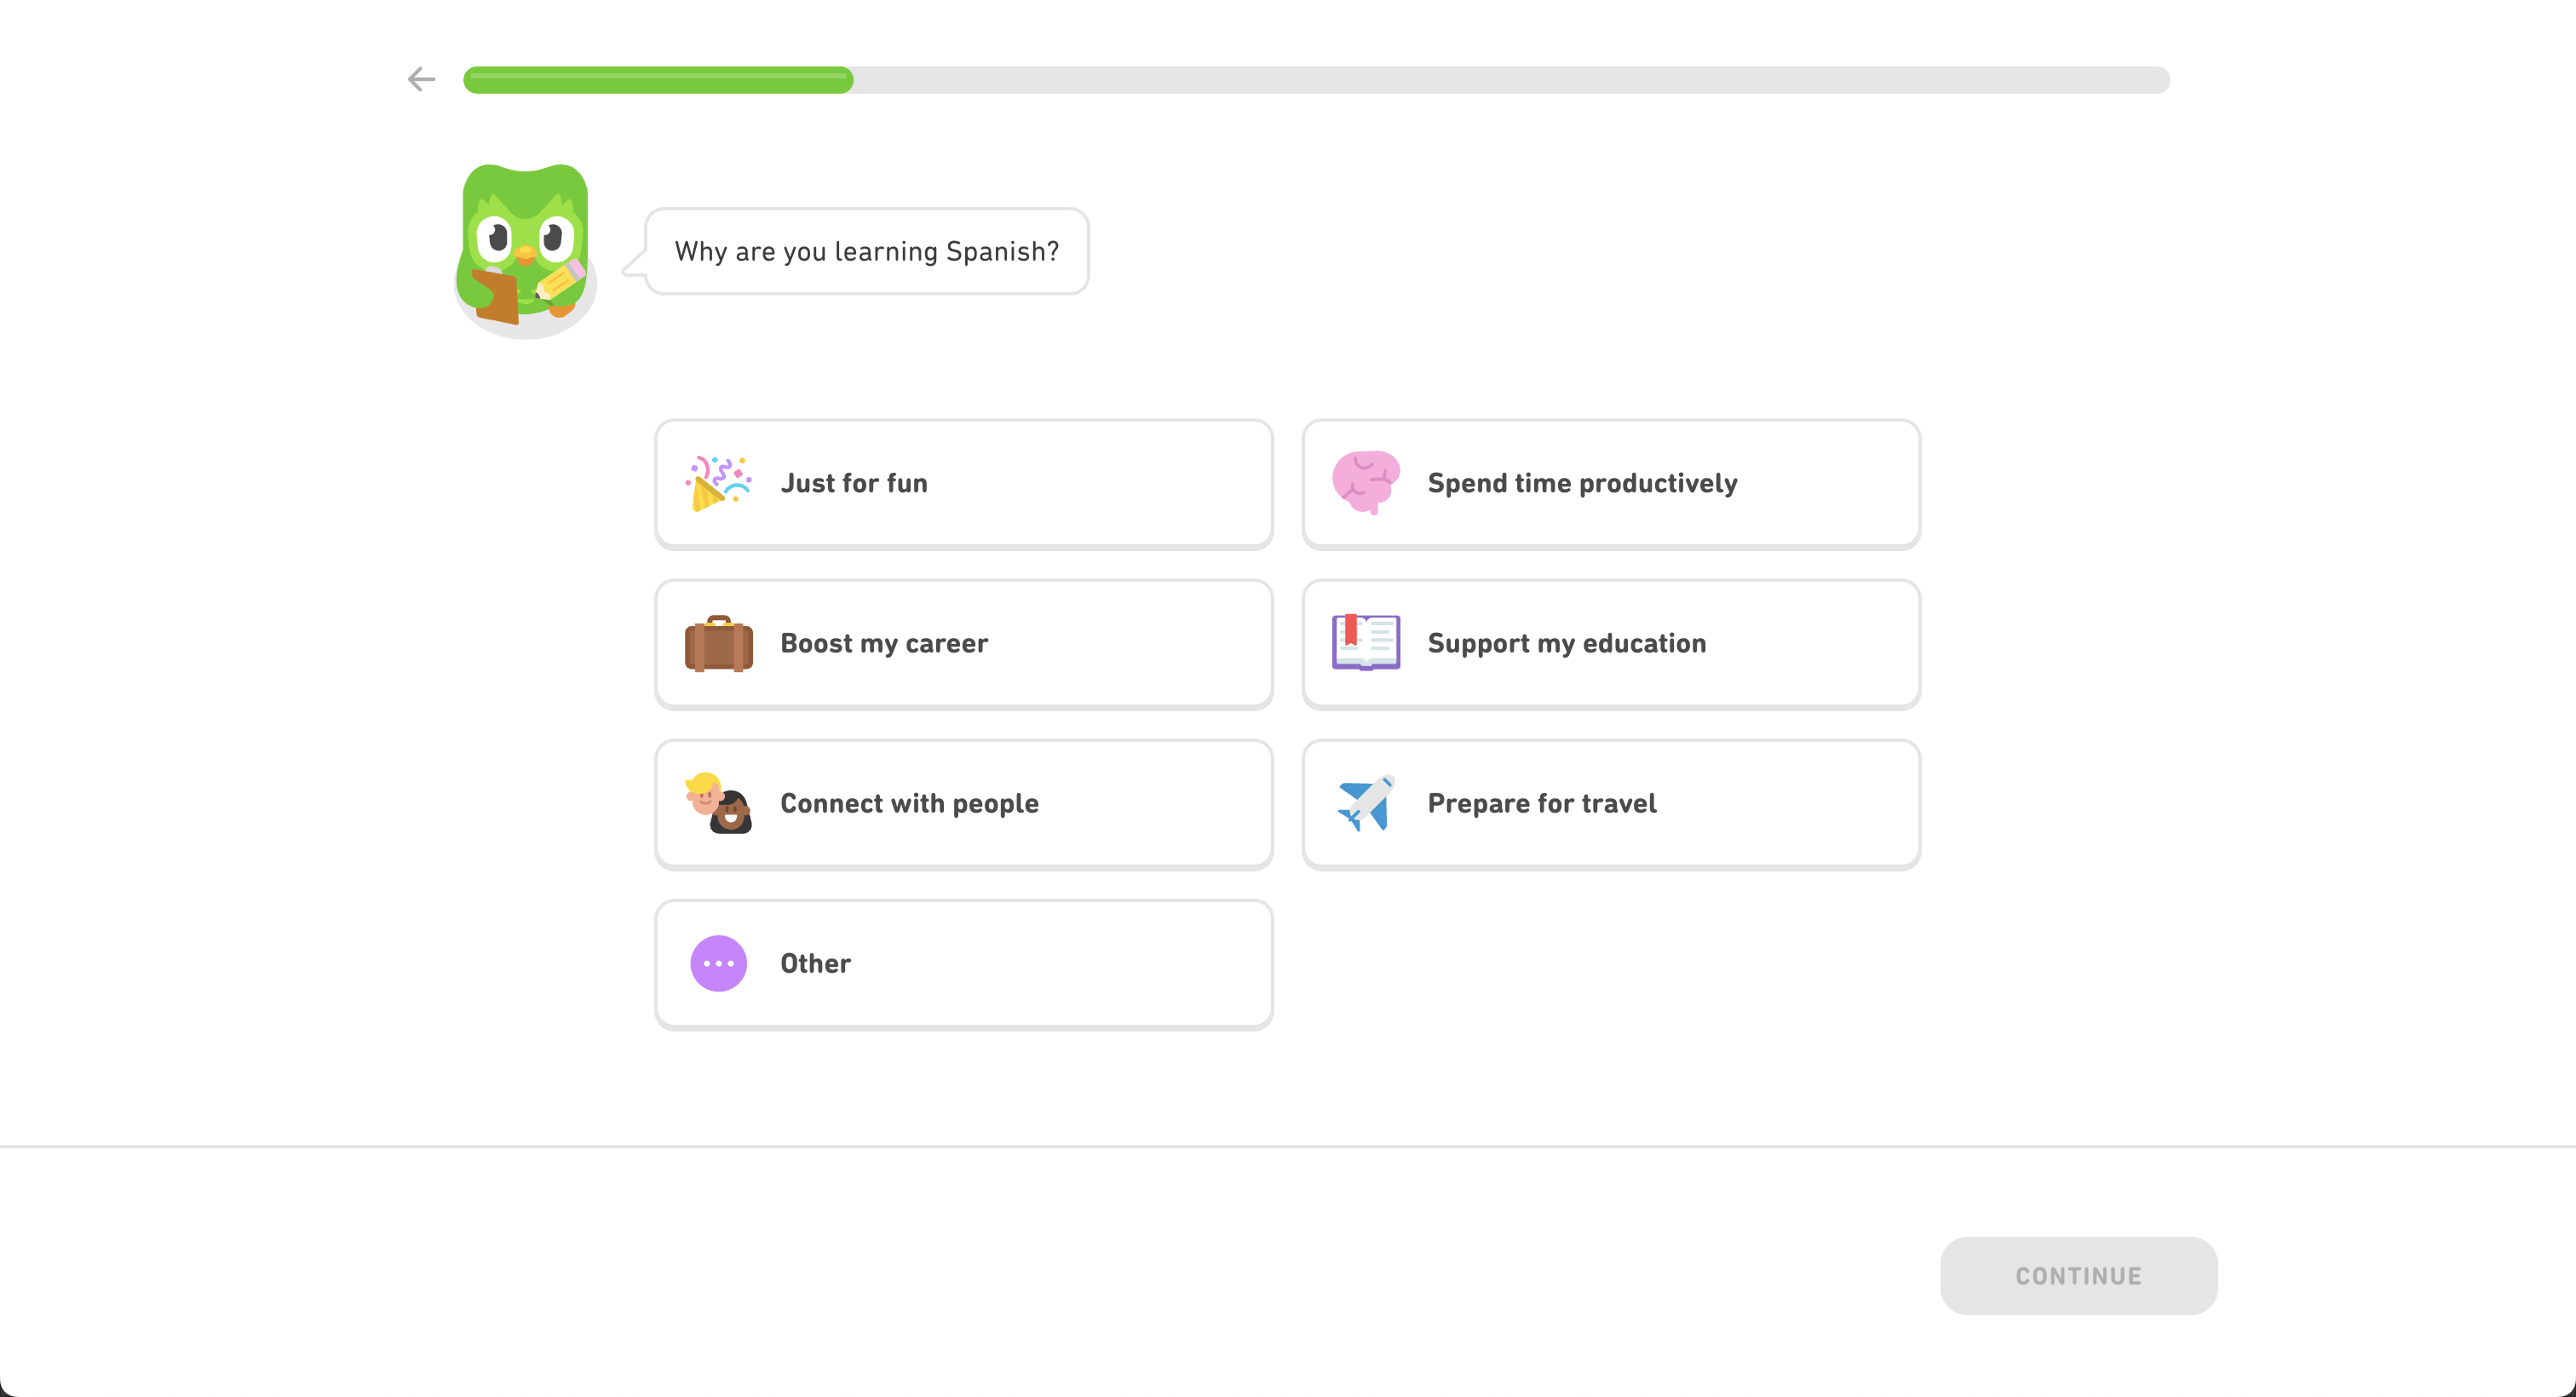 Why are you learning Spanish?
Just for fun
Spend time productively
Boost my career
Support my education
Connect with people
Prepare for travel
Other
CONTINUE